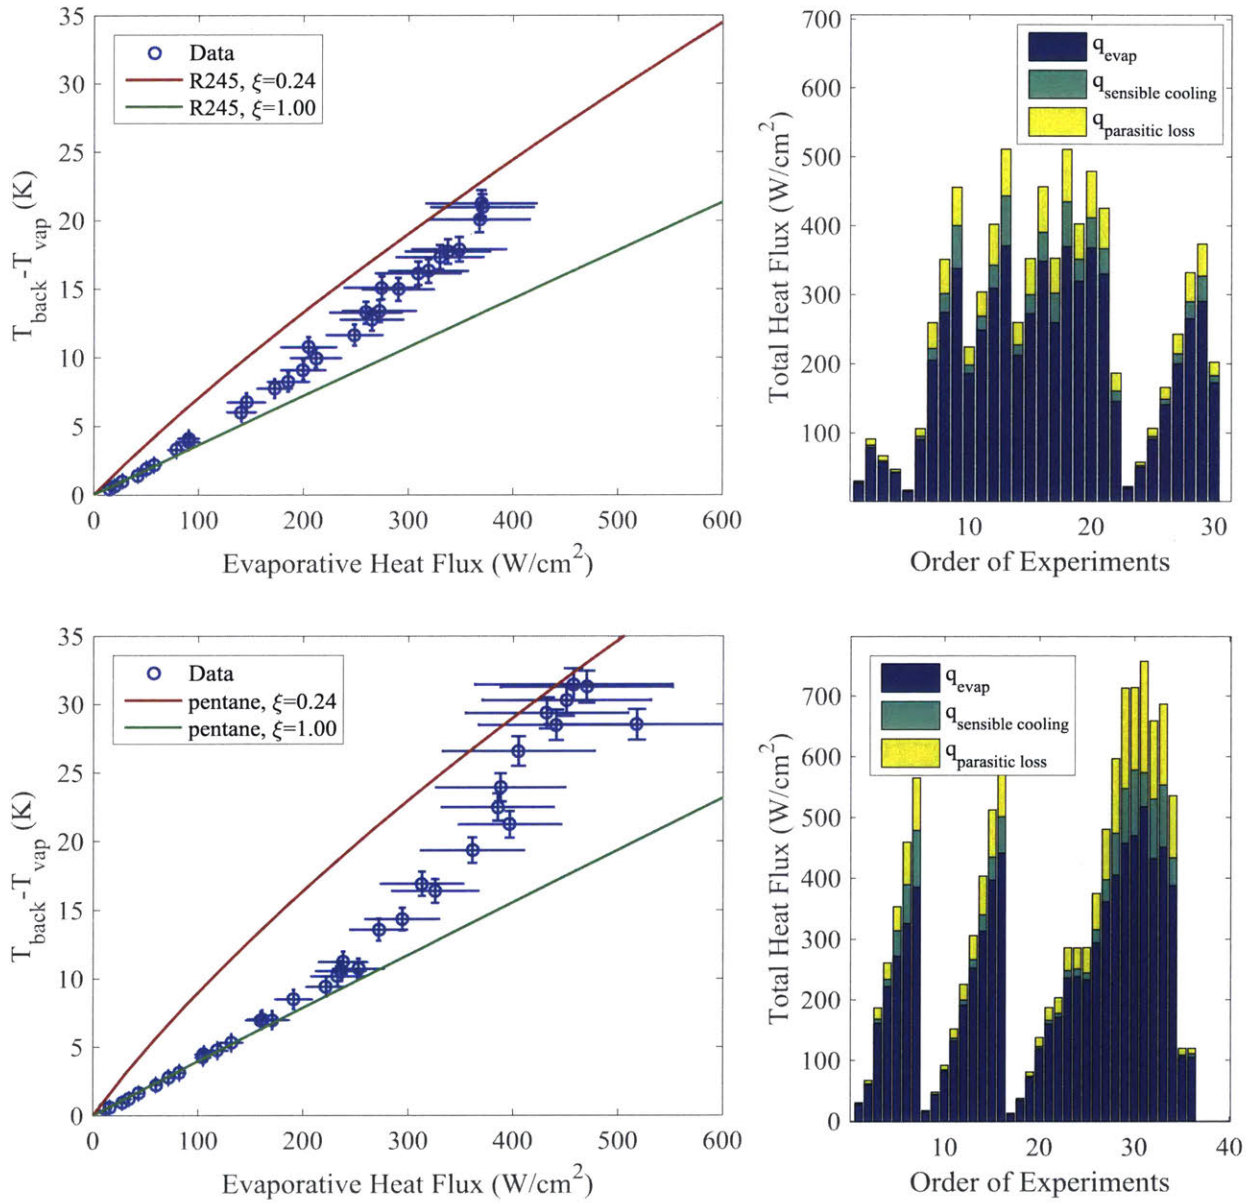 35
30
25
20
15
10
5
0
T_back-T_vap (K)
Data
R245, ξ=0.24
R245, ξ=1.00
0 100 200 300 400 500 600
Evaporative Heat Flux (W/cm²)
700
600
500
400
300
200
100
Total Heat Flux (W/cm²)
q_evap
q_sensible cooling
q_parasitic loss
10 20 30
Order of Experiments
35
30
25
20
15
10
5
0
T_back-T_vap (K)
Data
pentane, ξ=0.24
pentane, ξ=1.00
0 100 200 300 400 500 600
Evaporative Heat Flux (W/cm²)
700
600
500
400
300
200
100
0
Total Heat Flux (W/cm²)
q_evap
q_sensible cooling
q_parasitic loss
10 20 30 40
Order of Experiments